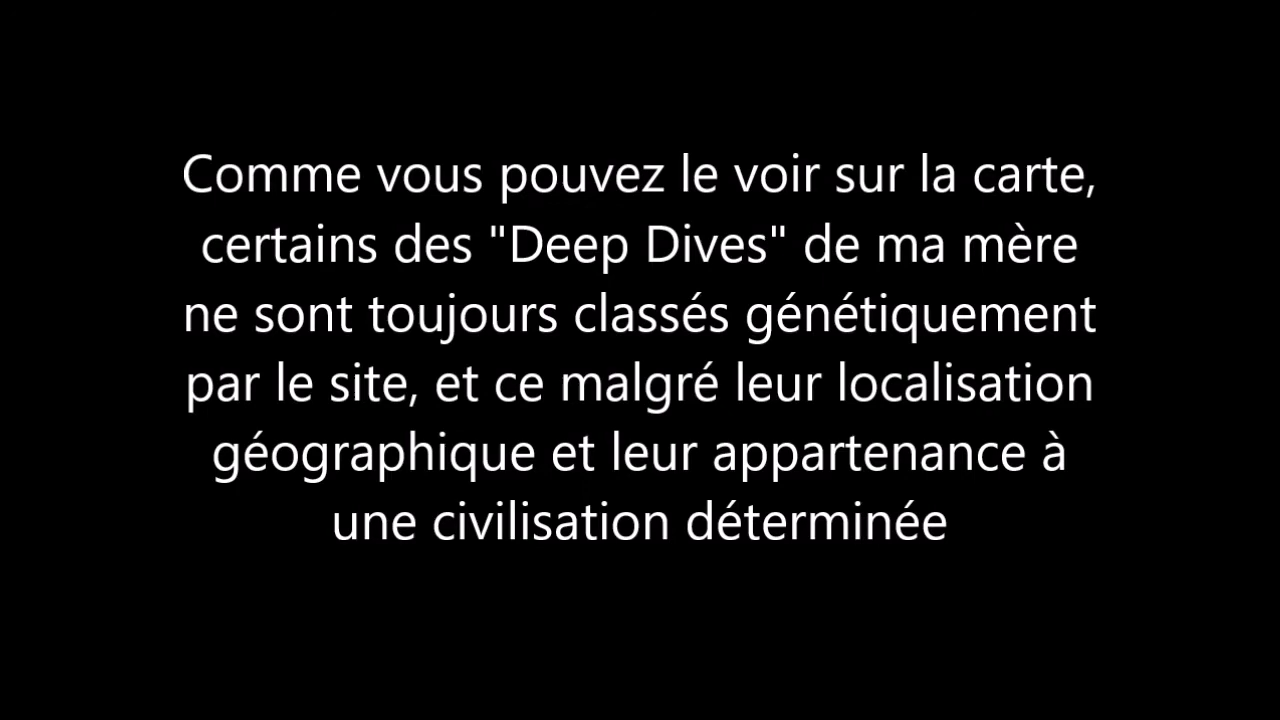 Comme vous pouvez le voir sur la carte,
certains des "Deep Dives" de ma mère
ne sont toujours classés génétiquement
par le site, et ce malgré leur localisation
géographique et leur appartenance à
une civilisation déterminée